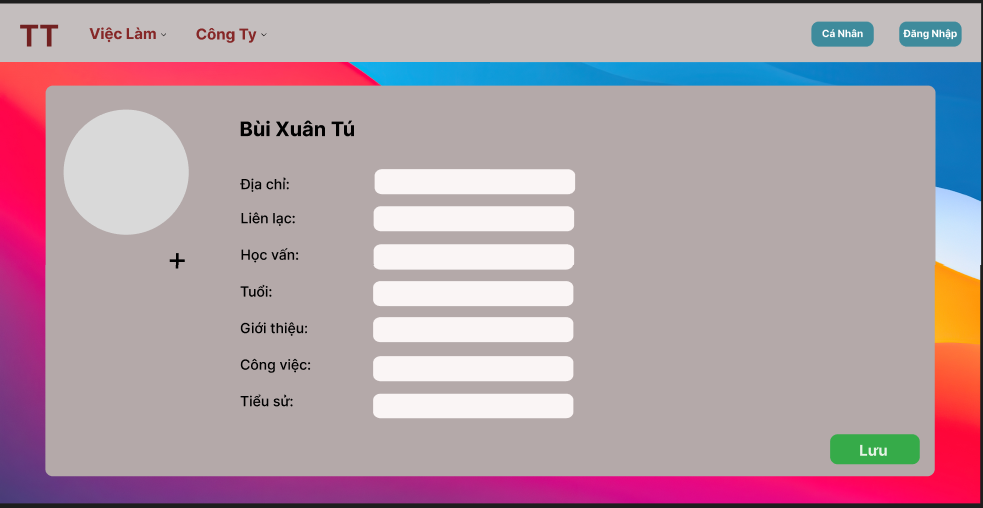 TT Việc Làm Công Ty Cá Nhân Đăng Nhập
Bùi Xuân Tú
Địa chỉ:
Liên lạc:
+
Học vấn:
Tuổi:
Giới thiệu:
Công việc:
Tiểu sử:
Lưu